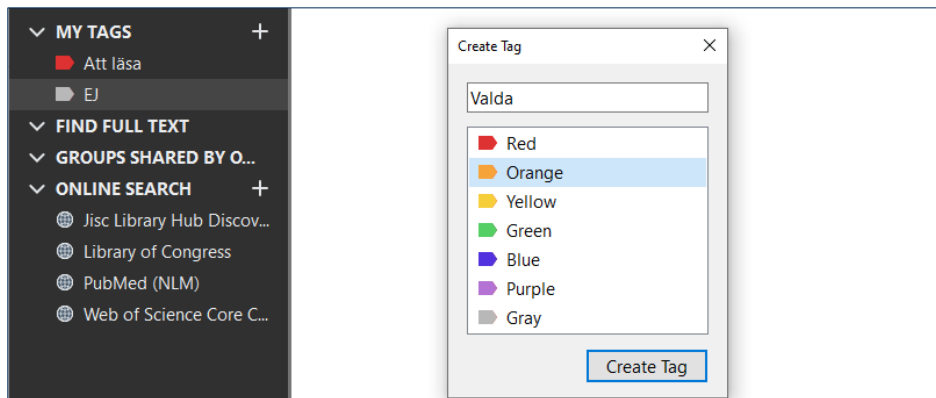 MY TAGS
Att läsa
EJ
FIND FULL TEXT
GROUPS SHARED BY O...
ONLINE SEARCH
Jisc Library Hub Discov...
Library of Congress
PubMed (NLM)
Web of Science Core C...
Create Tag
Valda
Red
Orange
Yellow
Green
Blue
Purple
Gray
Create Tag